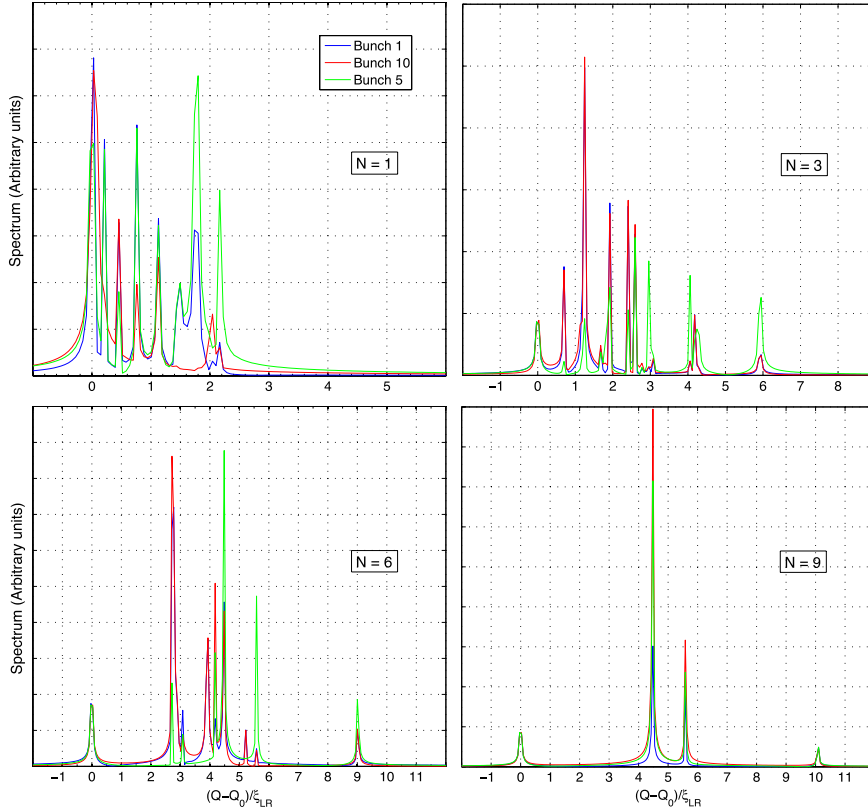 Bunch 1
Bunch 10
Bunch 5
N = 1
Spectrum (Arbitrary units)
0 1 2 3 4 5
N = 3
−1 0 1 2 3 4 5 6 7 8
N = 6
Spectrum (Arbitrary units)
−1 0 1 2 3 4 5 6 7 8 9 10 11
(Q−Q0)/ξLR
N = 9
−1 0 1 2 3 4 5 6 7 8 9 10 11
(Q−Q0)/ξLR